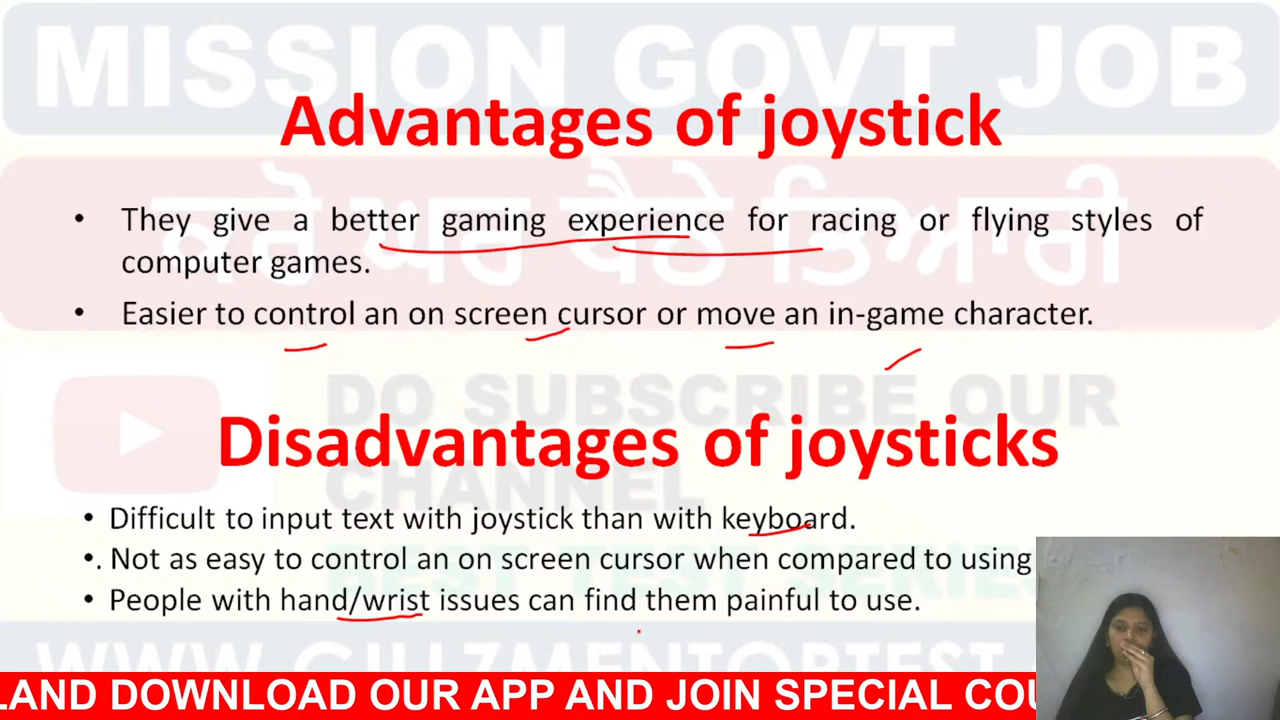 MISSION GOVT JOB
Advantages of joystick
ਕਰੋ ਘਰ ਬੈਠੇ ਤਿਆਰੀ
• They give a better gaming experience for racing or flying styles of
computer games.
• Easier to control an on screen cursor or move an in-game character.
DO SUBSCRIBE OUR
Disadvantages of joysticks
CHANNEL
• Difficult to input text with joystick than with keyboard.
•. Not as easy to control an on screen cursor when compared to using
• People with hand/wrist issues can find them painful to use.
AND DOWNLOAD OUR APP AND JOIN SPECIAL